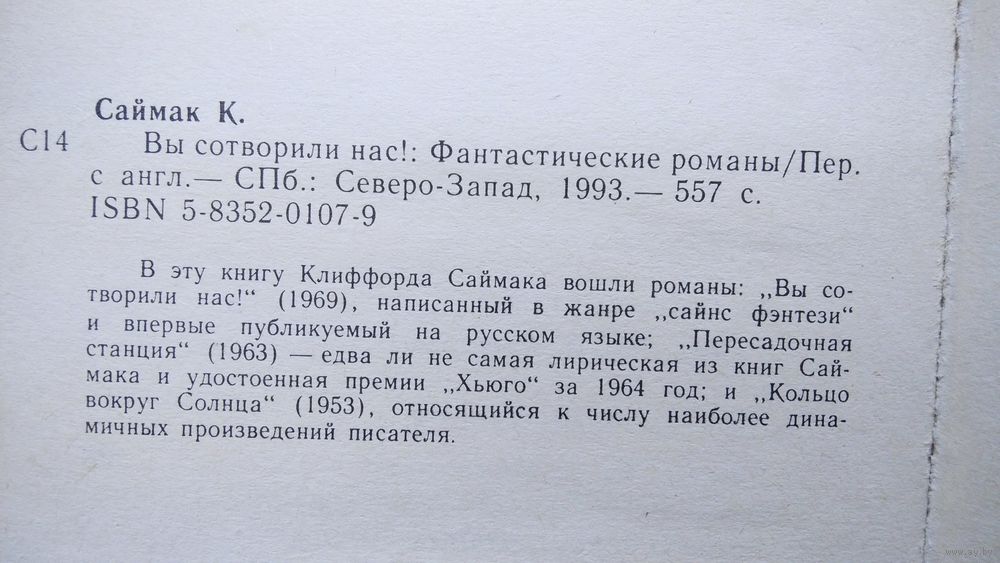 Саймак К.
С14 Вы сотворили нас!: Фантастические романы/Пер.
с англ.— СПб.: Северо-Запад, 1993.— 557 с.
ISBN 5-8352-0107-9
В эту книгу Клиффорда Саймака вошли романы: „Вы со-
творили нас!“ (1969), написанный в жанре „сайнс фэнтези“
и впервые публикуемый на русском языке; „Пересадочная
станция“ (1963) — едва ли не самая лирическая из книг Сай-
мака и удостоенная премии „Хьюго“ за 1964 год; и „Кольцо
вокруг Солнца“ (1953), относящийся к числу наиболее дина-
мичных произведений писателя.
www.ay.by